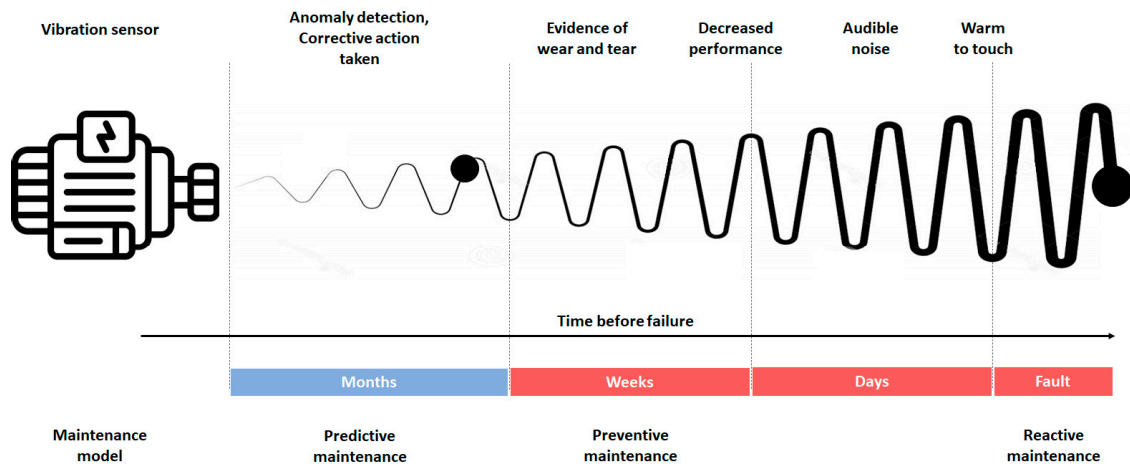 Vibration sensor
Anomaly detection,
Corrective action
taken
Evidence of
wear and tear
Decreased
performance
Audible
noise
Warm
to touch
Time before failure
Months
Weeks
Days
Fault
Maintenance
model
Predictive
maintenance
Preventive
maintenance
Reactive
maintenance